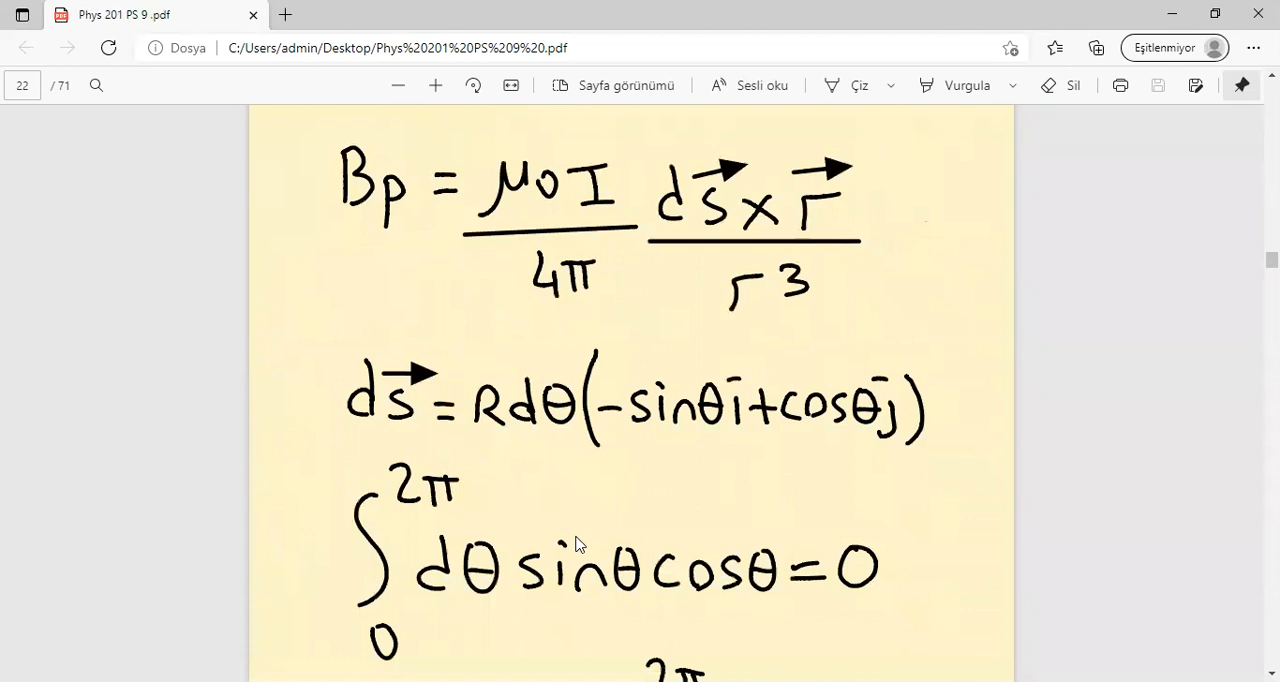 Phys 201 PS 9 .pdf
Dosya C:/Users/admin/Desktop/Phys%20201%20PS%209%20.pdf Eşitlenmiyor
22 / 71 Sayfa görünümü Sesli oku Çiz Vurgula Sil
Bp = μ0I/4π ds⃗ x r⃗/r³
ds⃗ = Rdθ(-sinθi̅+cosθj̅)
∫₀²π dθ sinθ cosθ = 0
2π